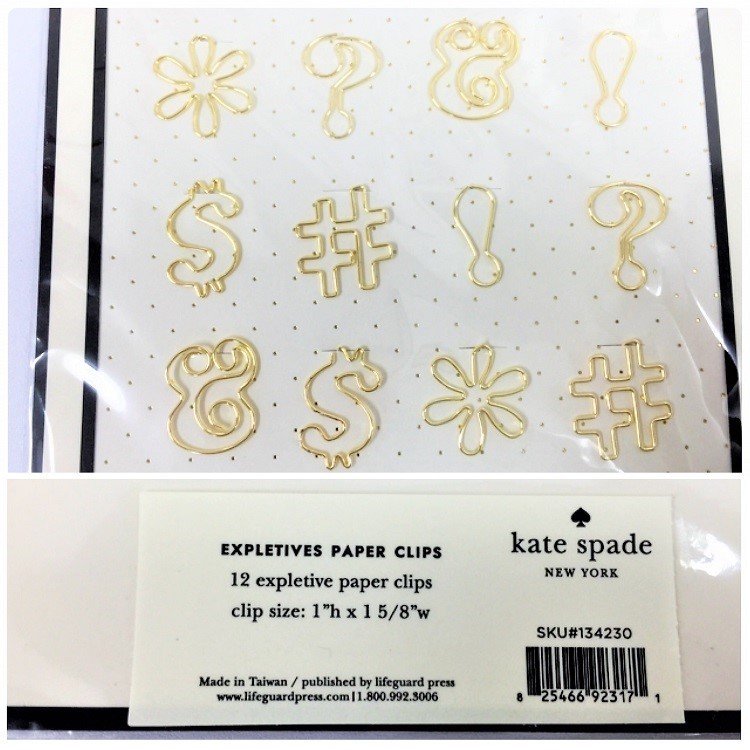 * ? & !
$ # ! ?
& $ * #
EXPLETIVES PAPER CLIPS
12 expletive paper clips
clip size: 1”h x 1 5/8”w
Made in Taiwan / published by lifeguard press
www.lifeguardpress.com | 1.800.992.3006
kate spade
NEW YORK
SKU#134230
8 25466 92317 1